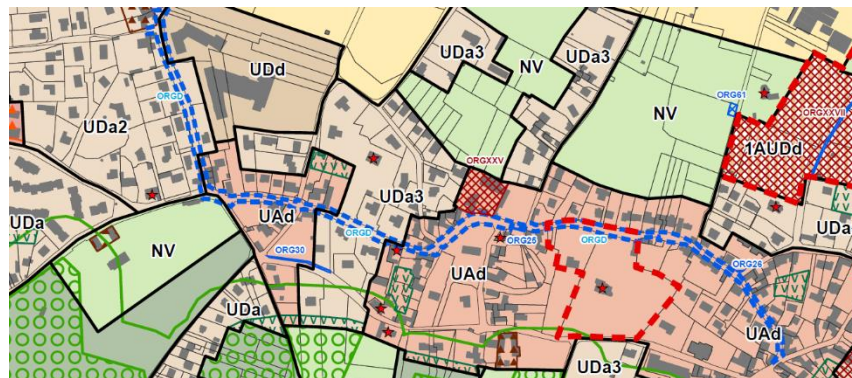 UDa3
UDa3
NV
UDd
ORGD
NV
ORG61
ORGXXVII
UDa2
1AUDd
ORGXXV
UDa3
UDa
UAd
UDa
ORGD
ORG25
ORGD
NV
ORG30
UAd
ORG26
UDa
UAd
UDa3